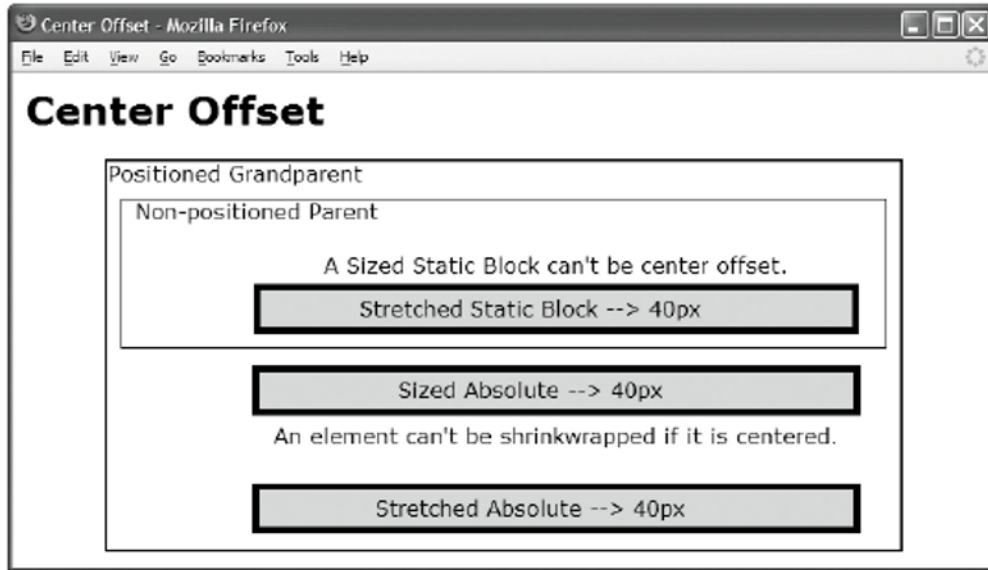 Center Offset - Mozilla Firefox
File Edit View Go Bookmarks Tools Help
Center Offset
Positioned Grandparent
Non-positioned Parent
A Sized Static Block can't be center offset.
Stretched Static Block --> 40px
Sized Absolute --> 40px
An element can't be shrinkwrapped if it is centered.
Stretched Absolute --> 40px